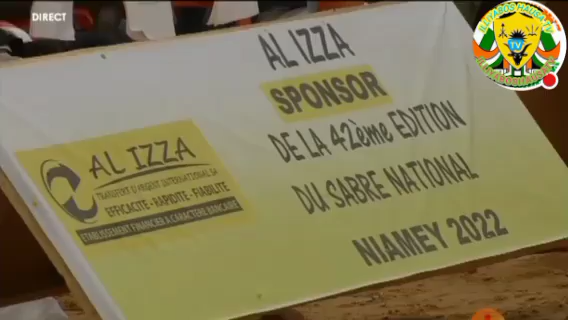 DIRECT
AL IZZA
SPONSOR
DE LA 42ème EDITION
DU SABRE NATIONAL
NIAMEY 2022
AL IZZA
TRANSFERT D'ARGENT INTERNATIONAL SA
EFFICACITE - RAPIDITE - FIABILITE
ETABLISSEMENT FINANCIER A CARACTERE BANCAIRE
TV